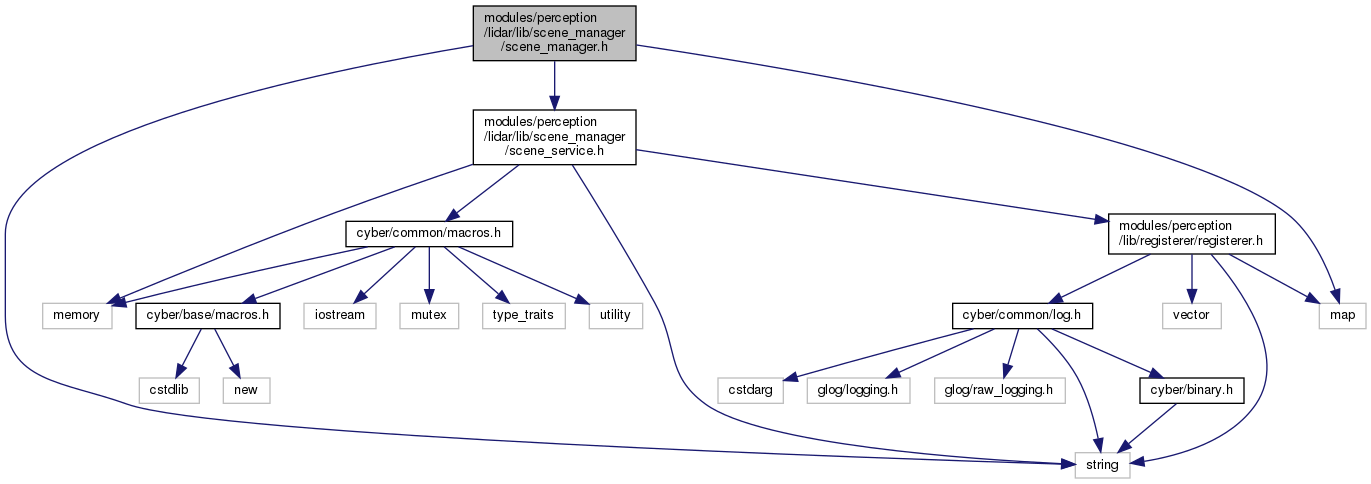 modules/perception
/lidar/lib/scene_manager
/scene_manager.h
modules/perception
/lidar/lib/scene_manager
/scene_service.h
cyber/common/macros.h
modules/perception
/lib/registerer/registerer.h
memory
cyber/base/macros.h
iostream
mutex
type_traits
utility
cyber/common/log.h
vector
map
cstdlib
new
cstdarg
glog/logging.h
glog/raw_logging.h
cyber/binary.h
string